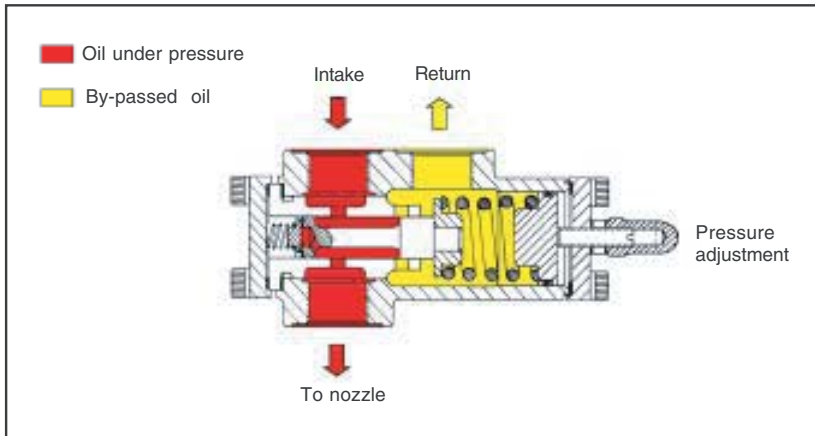 Oil under pressure
By-passed oil
Intake
Return
Pressure
adjustment
To nozzle